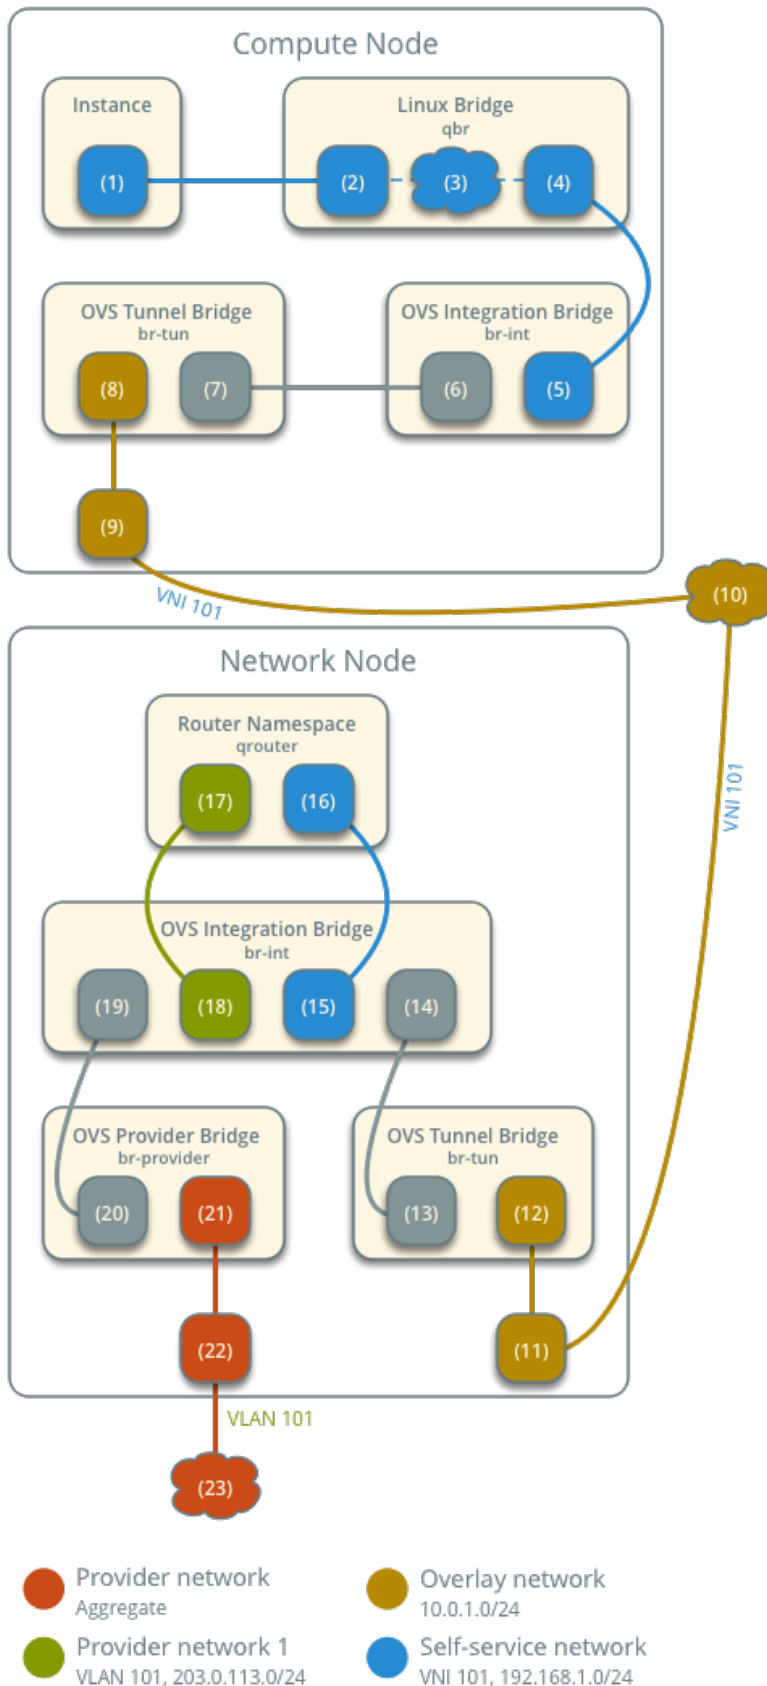 Compute Node
Instance
Linux Bridge
qbr
(1)
(2)
(3)
(4)
OVS Tunnel Bridge
br-tun
OVS Integration Bridge
br-int
(8)
(7)
(6)
(5)
(9)
VNI 101
(10)
Network Node
Router Namespace
qrouter
(17)
(16)
VNI 101
OVS Integration Bridge
br-int
(19)
(18)
(15)
(14)
OVS Provider Bridge
br-provider
OVS Tunnel Bridge
br-tun
(20)
(21)
(13)
(12)
(22)
(11)
VLAN 101
(23)
Provider network
Aggregate
Overlay network
10.0.1.0/24
Provider network 1
VLAN 101, 203.0.113.0/24
Self-service network
VNI 101, 192.168.1.0/24